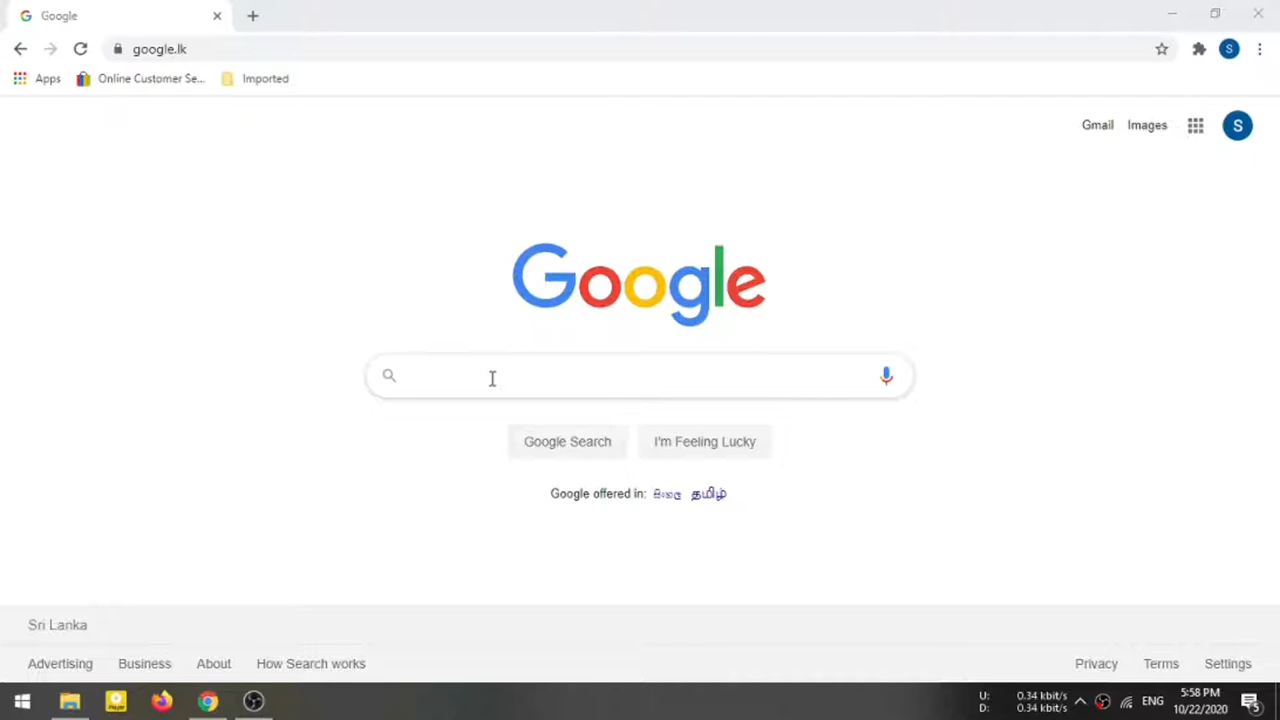 Google
google.lk
S
Apps
Online Customer Se...
Imported
Gmail
Images
S
Google
Google Search
I'm Feeling Lucky
Google offered in: සිංහල தமிழ்
Sri Lanka
Advertising
Business
About
How Search works
Privacy
Terms
Settings
U: 0.34 kbit/s
D: 0.34 kbit/s
ENG
5:58 PM
10/22/2020
5